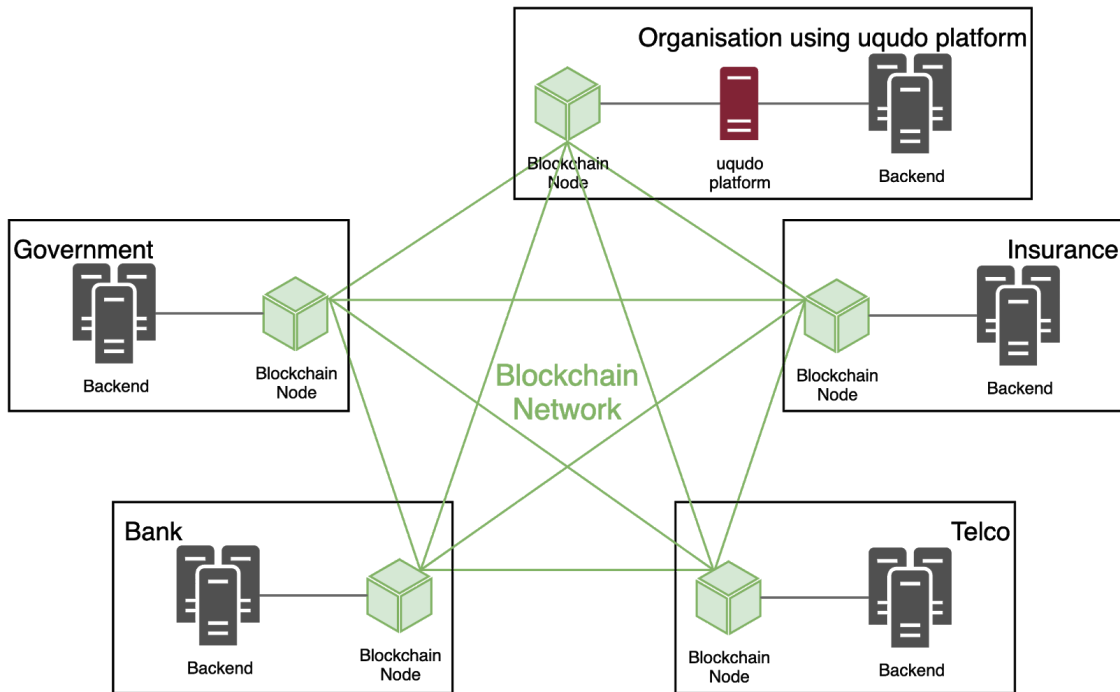 Organisation using uqudo platform
Blockchain
Node
uqudo
platform
Backend
Government
Backend
Blockchain
Node
Insurance
Blockchain
Node
Backend
Blockchain
Network
Bank
Backend
Blockchain
Node
Telco
Blockchain
Node
Backend